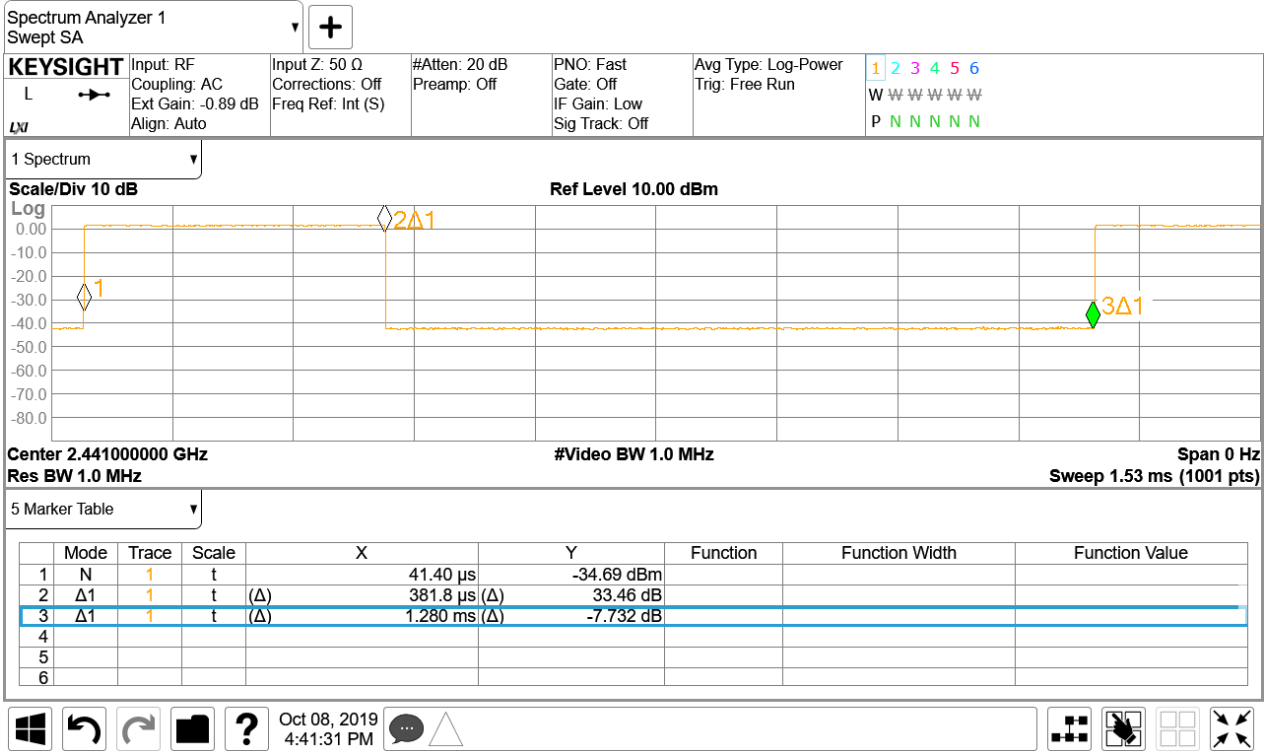 Spectrum Analyzer 1
Swept SA
KEYSIGHT
L
LXI
Input: RF
Coupling: AC
Ext Gain: -0.89 dB
Align: Auto
Input Z: 50 Ω
Corrections: Off
Freq Ref: Int (S)
#Atten: 20 dB
Preamp: Off
PNO: Fast
Gate: Off
IF Gain: Low
Sig Track: Off
Avg Type: Log-Power
Trig: Free Run
1 2 3 4 5 6
W W W W W W
P N N N N N
1 Spectrum
Scale/Div 10 dB
Ref Level 10.00 dBm
Log
0.00
-10.0
-20.0
-30.0
-40.0
-50.0
-60.0
-70.0
-80.0
1
2Δ1
3Δ1
Center 2.441000000 GHz
#Video BW 1.0 MHz
Span 0 Hz
Res BW 1.0 MHz
Sweep 1.53 ms (1001 pts)
5 Marker Table
Mode Trace Scale X Y Function Function Width Function Value
1 N 1 t 41.40 µs -34.69 dBm
2 Δ1 1 t (Δ) 381.8 µs (Δ) 33.46 dB
3 Δ1 1 t (Δ) 1.280 ms (Δ) -7.732 dB
4
5
6
?
Oct 08, 2019
4:41:31 PM